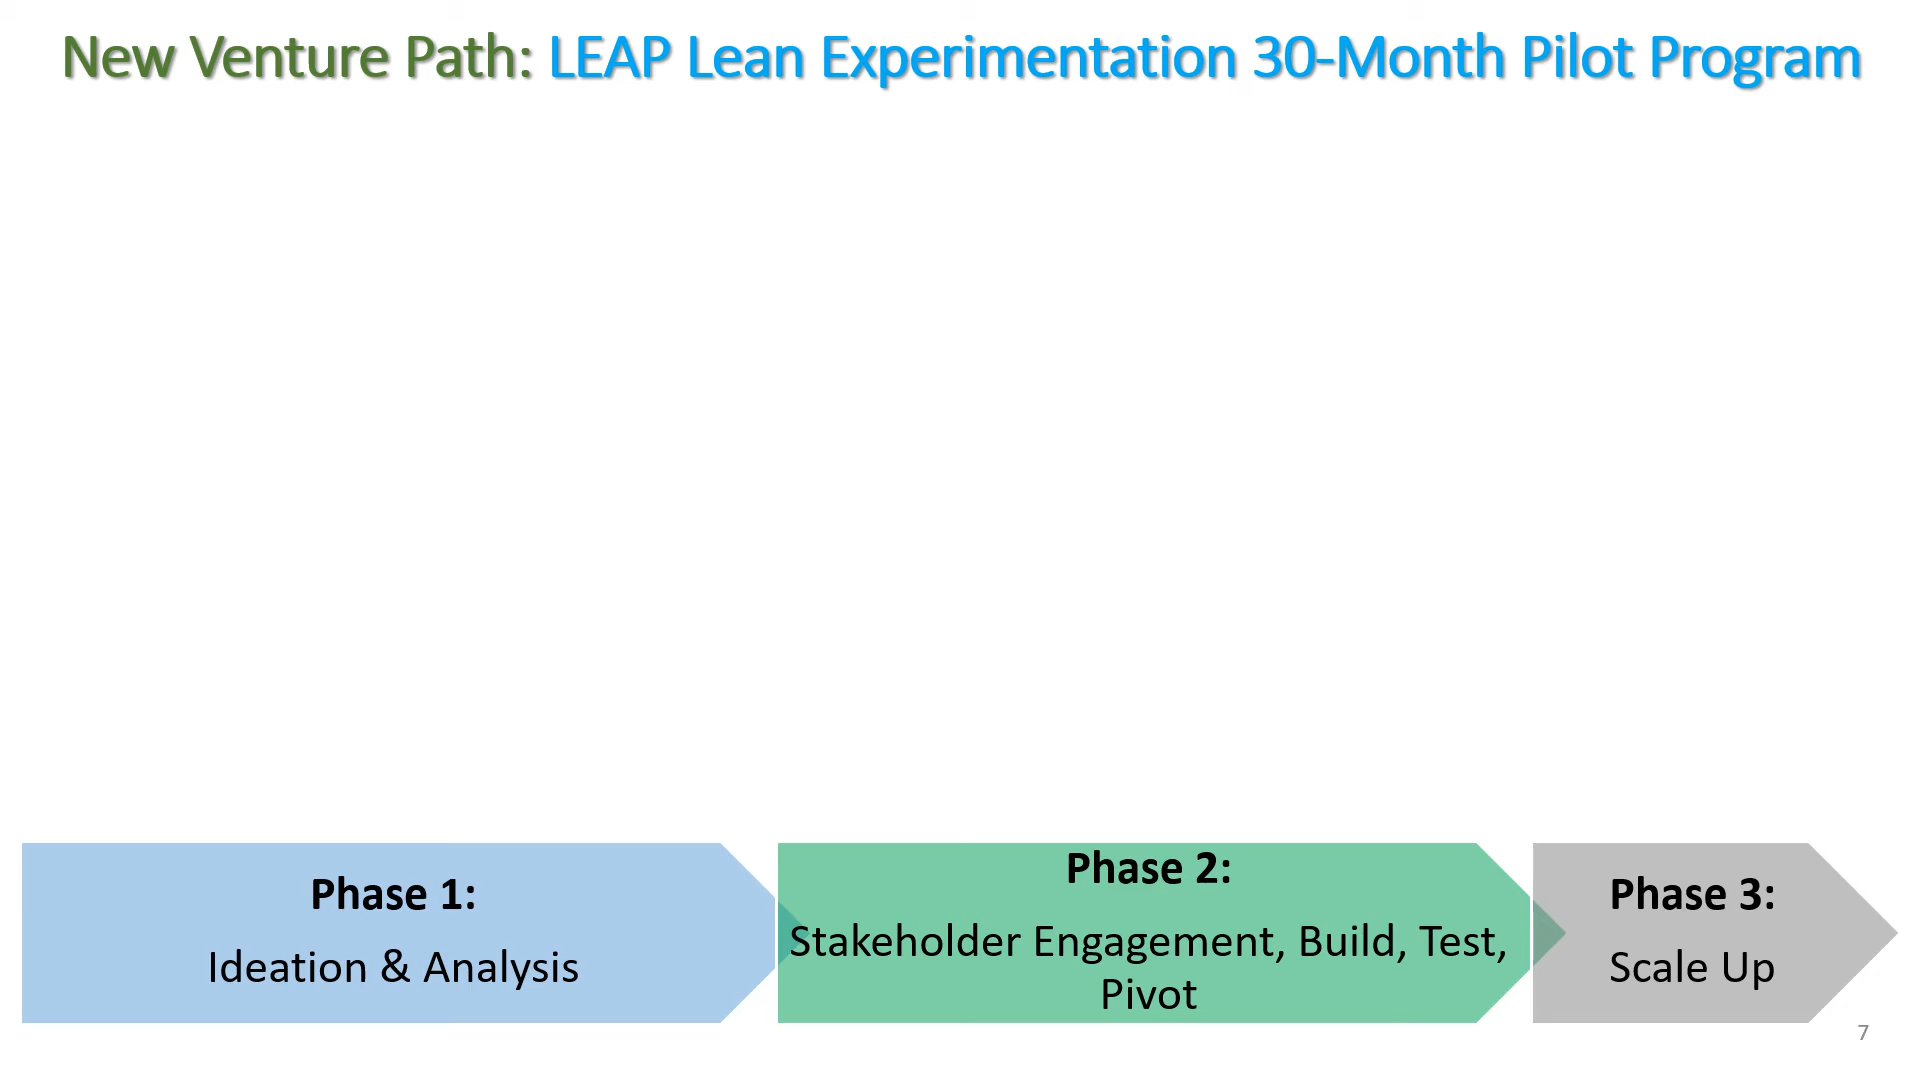 New Venture Path: LEAP Lean Experimentation 30-Month Pilot Program
Phase 1:
Ideation & Analysis
Phase 2:
Stakeholder Engagement, Build, Test,
Pivot
Phase 3:
Scale Up
7